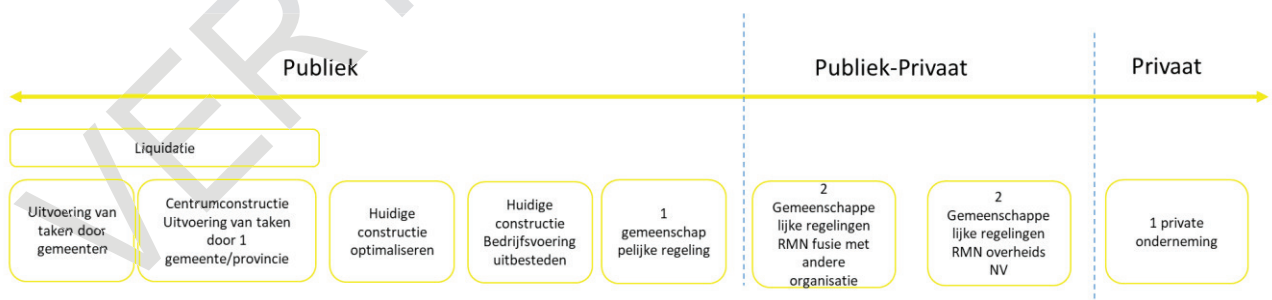 Publiek
Publiek-Privaat
Privaat
Liquidatie
Uitvoering van
taken door
gemeenten
Centrumconstructie
Uitvoering van taken
door 1
gemeente/provincie
Huidige
constructie
optimaliseren
Huidige
constructie
Bedrijfsvoering
uitbesteden
1
gemeenschap
pelijke regeling
2
Gemeenschappe
lijke regelingen
RMN fusie met
andere
organisatie
2
Gemeenschappe
lijke regelingen
RMN overheids
NV
1 private
onderneming
VER